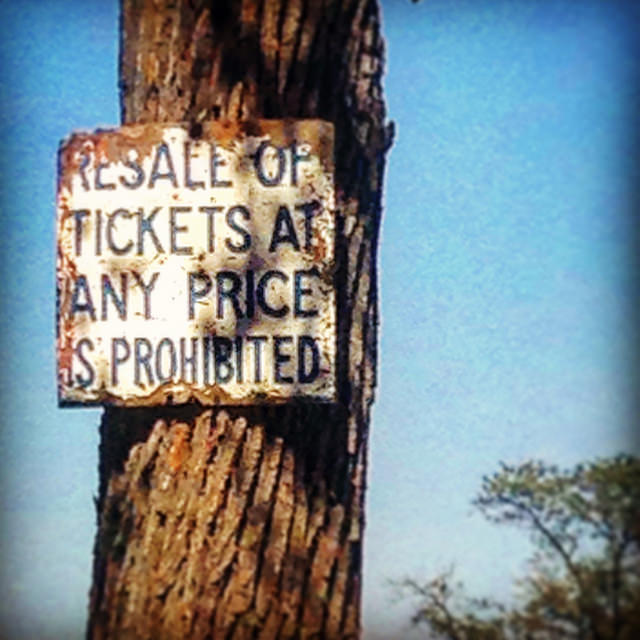 RESALE OF
TICKETS AT
ANY PRICE
IS PROHIBITED